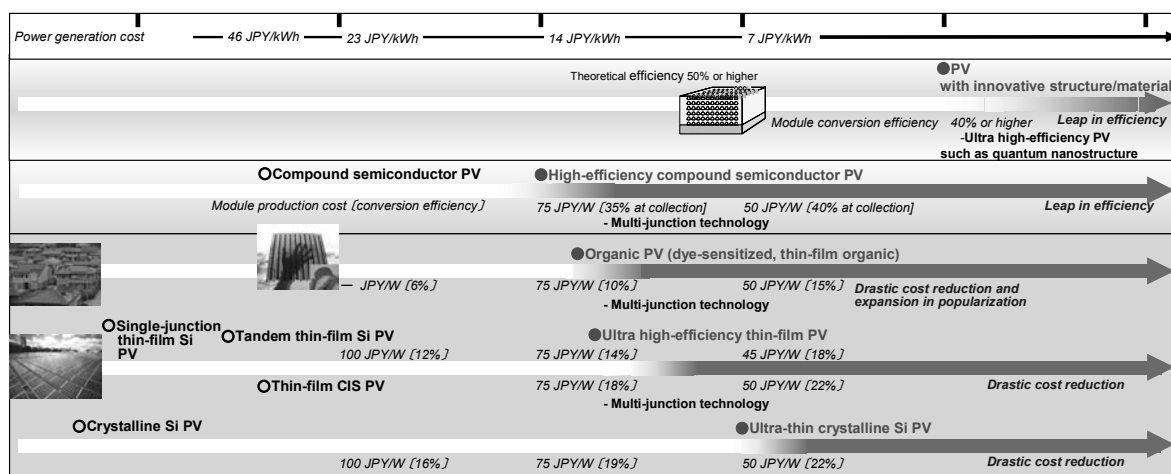 Power generation cost 46 JPY/kWh 23 JPY/kWh 14 JPY/kWh 7 JPY/kWh
Theoretical efficiency 50% or higher
PV
with innovative structure/material
Module conversion efficiency 40% or higher Leap in efficiency
-Ultra high-efficiency PV
such as quantum nanostructure
Compound semiconductor PV High-efficiency compound semiconductor PV
Module production cost〔conversion efficiency〕 75 JPY/W〔35% at collection] 50 JPY/W〔40% at collection] Leap in efficiency
- Multi-junction technology
Organic PV (dye-sensitized, thin-film organic)
— JPY/W〔6%〕 75 JPY/W〔10%〕 50 JPY/W〔15%〕 Drastic cost reduction and
expansion in popularization
- Multi-junction technology
Single-junction
thin-film Si
PV
Tandem thin-film Si PV Ultra high-efficiency thin-film PV
100 JPY/W〔12%〕 75 JPY/W〔14%〕 45 JPY/W〔18%〕
Thin-film CIS PV 75 JPY/W〔18%〕 50 JPY/W〔22%〕 Drastic cost reduction
- Multi-junction technology
Crystalline Si PV Ultra-thin crystalline Si PV
100 JPY/W〔16%〕 75 JPY/W〔19%〕 50 JPY/W〔22%〕 Drastic cost reduction